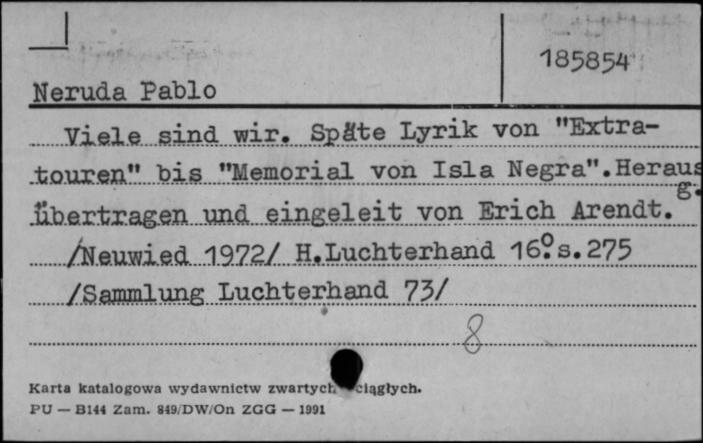 185854
Neruda Pablo
Viele sind wir. Späte Lyrik von "Extra-
touren" bis "Memorial von Isla Negra".Heraus
g.
übertragen und eingeleit von Erich Arendt.
/Neuwied 1972/ H.Luchterhand 16°.s.275
/Sammlung Luchterhand 73/
8
Karta katalogowa wydawnictw zwartych ciągłych.
PU — B144 Zam. 849/DW/On ZGG — 1991